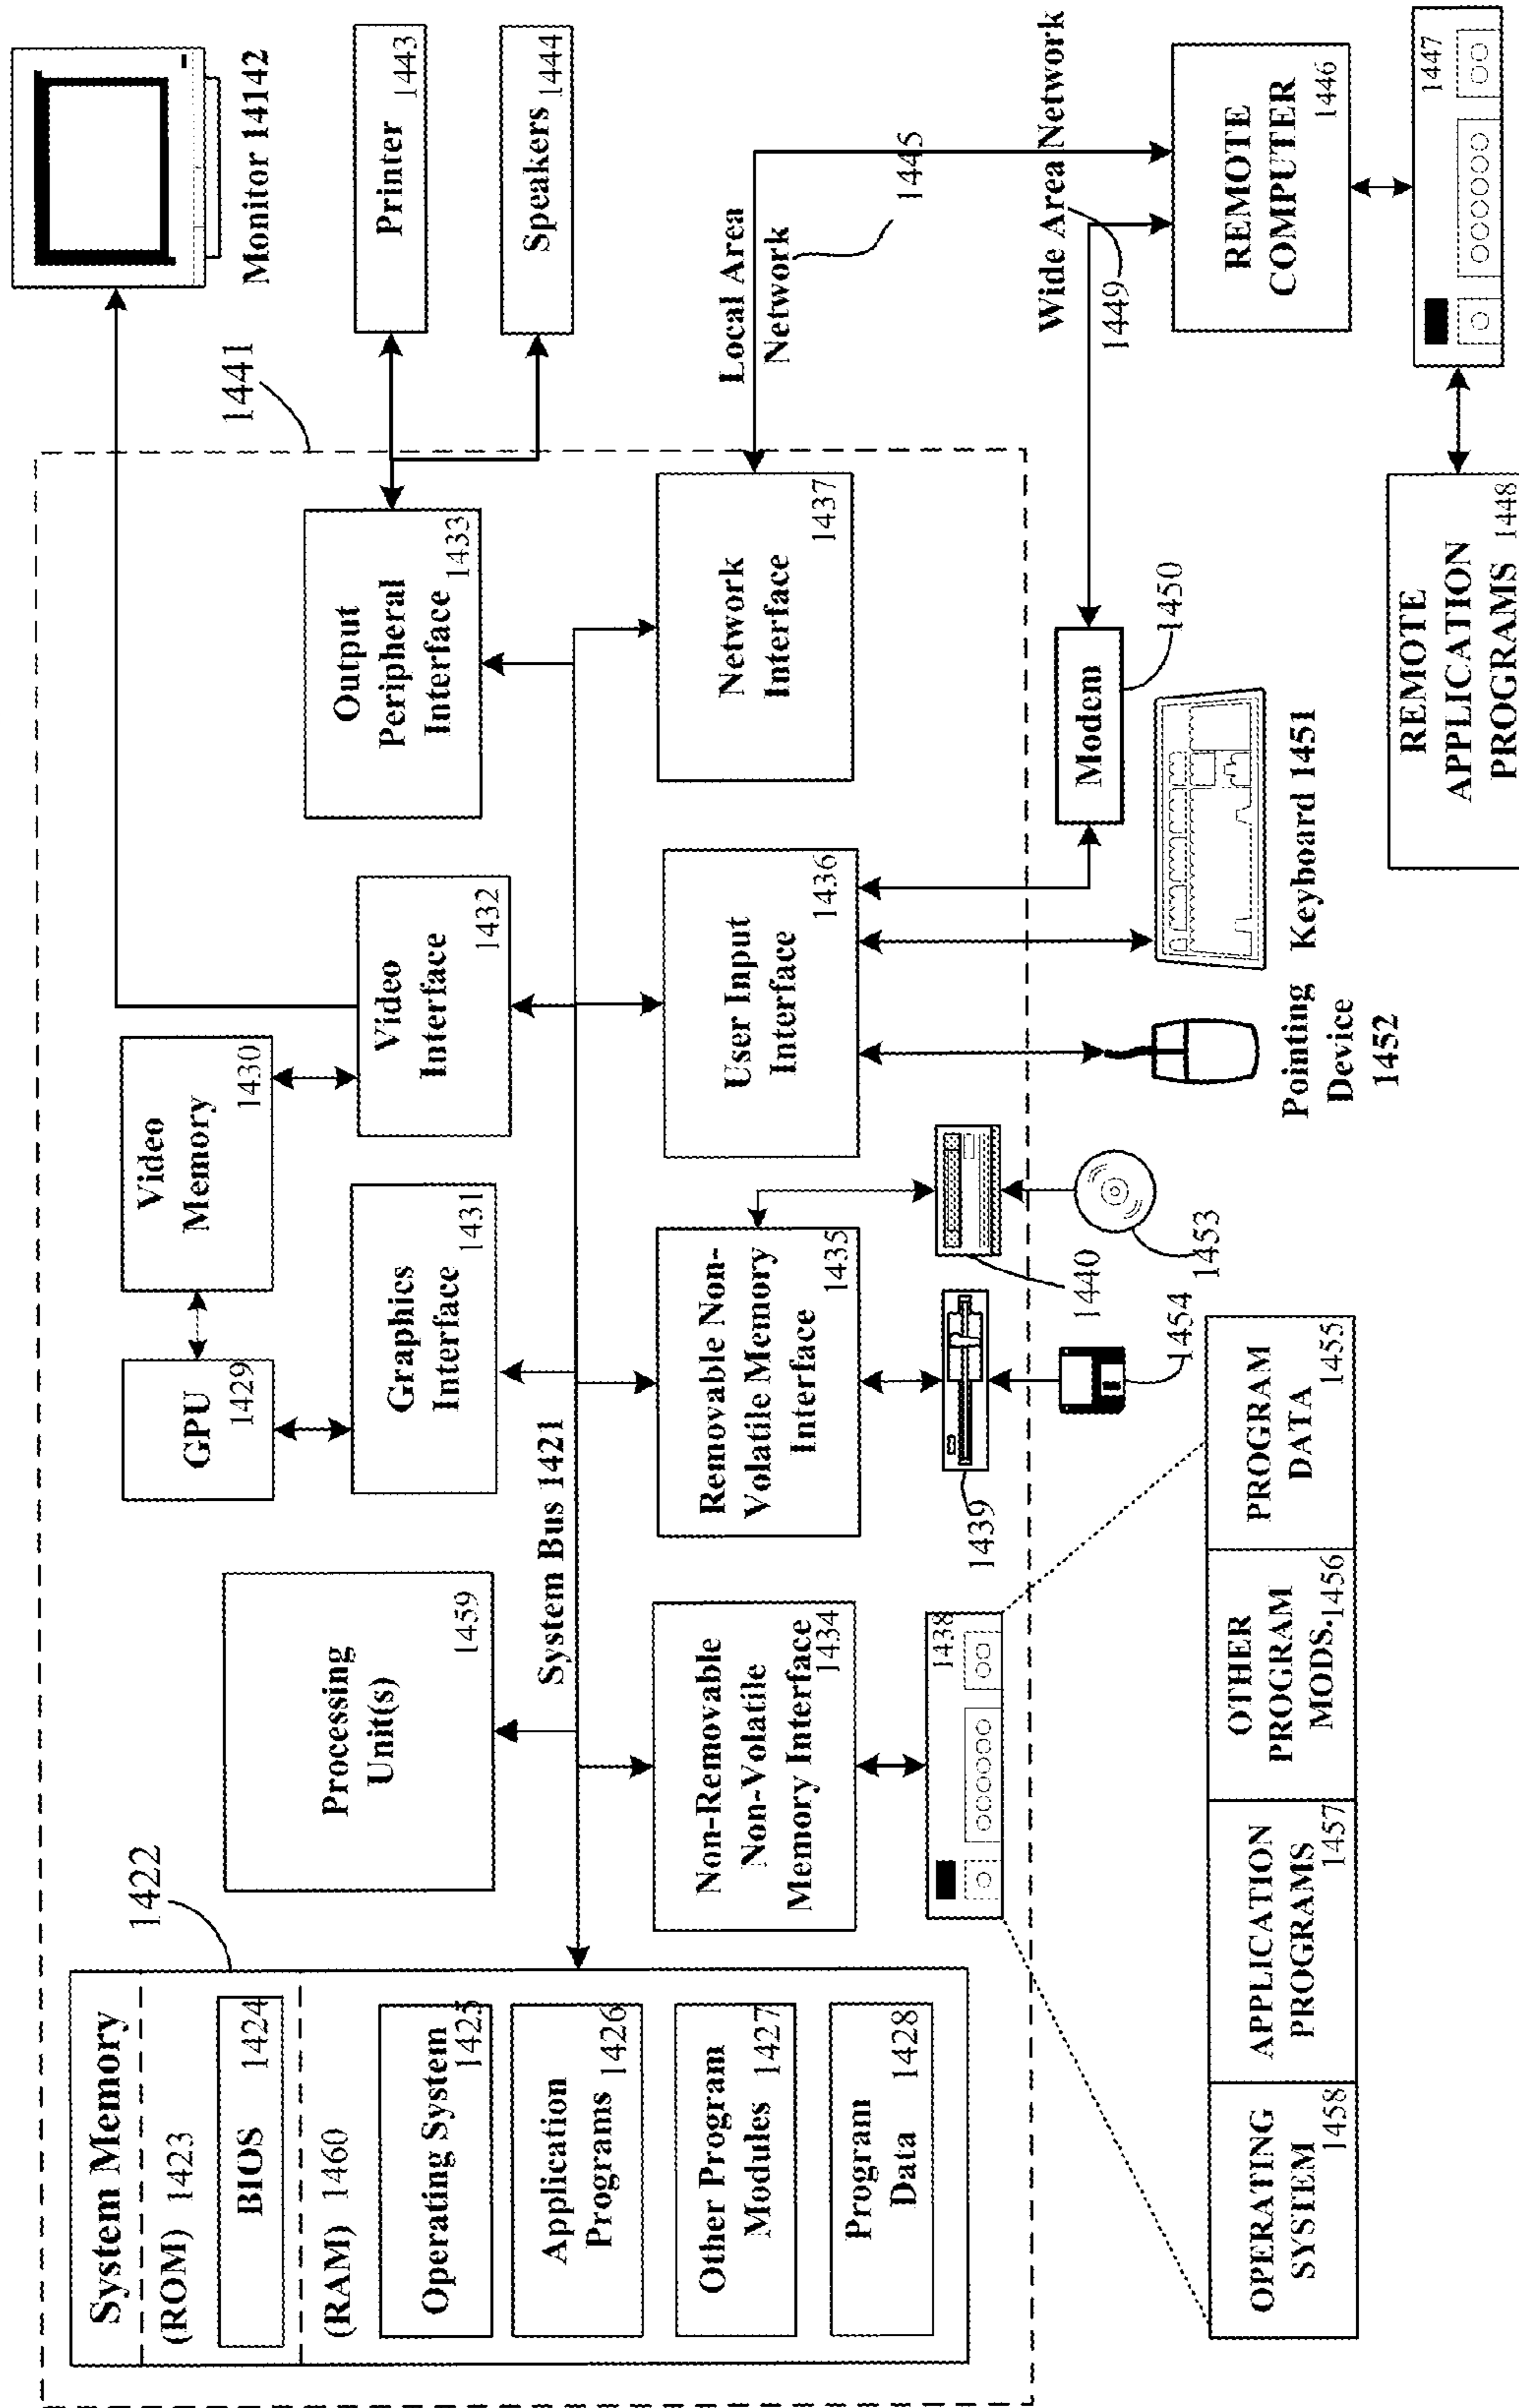 1422
System Memory
(ROM) 1423
BIOS 1424
(RAM) 1460
Operating System
1425
Application
Programs 1426
Other Program
Modules 1427
Program
Data 1428
Processing
Unit(s)
1459
System Bus 1421
GPU
1429
Video
Memory
1430
Graphics
Interface
1431
Video
Interface
1432
Output
Peripheral
Interface
1433
1441
Monitor 14142
Printer
1443
Speakers
1444
Non-Removable
Non-Volatile
Memory Interface
1434
Removable Non-
Volatile Memory
Interface
1435
User Input
Interface
1436
Network
Interface
1437
Local Area
Network
1445
1438
1439
1440
1454
1453
Modem
1450
Wide Area Network
1449
Pointing
Device
1452
Keyboard 1451
REMOTE
COMPUTER
1446
1447
REMOTE
APPLICATION
PROGRAMS 1448
OPERATING
SYSTEM
1458
APPLICATION
PROGRAMS
1457
OTHER
PROGRAM
MODS.1456
PROGRAM
DATA
1455